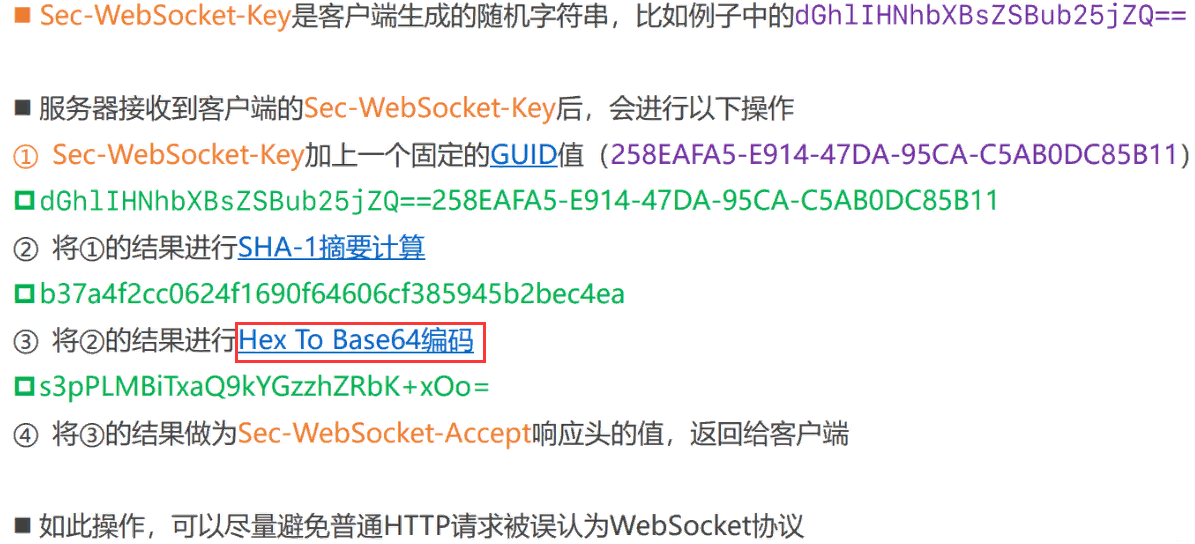 Sec-WebSocket-Key是客户端生成的随机字符串，比如例子中的dGhlIHNhbXBsZSBub25jZQ==
服务器接收到客户端的Sec-WebSocket-Key后，会进行以下操作
① Sec-WebSocket-Key加上一个固定的GUID值（258EAFA5-E914-47DA-95CA-C5AB0DC85B11）
dGhlIHNhbXBsZSBub25jZQ==258EAFA5-E914-47DA-95CA-C5AB0DC85B11
② 将①的结果进行SHA-1摘要计算
b37a4f2cc0624f1690f64606cf385945b2bec4ea
③ 将②的结果进行Hex To Base64编码
s3pPLMBiTxaQ9kYGzzhZRbK+xOo=
④ 将③的结果做为Sec-WebSocket-Accept响应头的值，返回给客户端
如此操作，可以尽量避免普通HTTP请求被误认为WebSocket协议